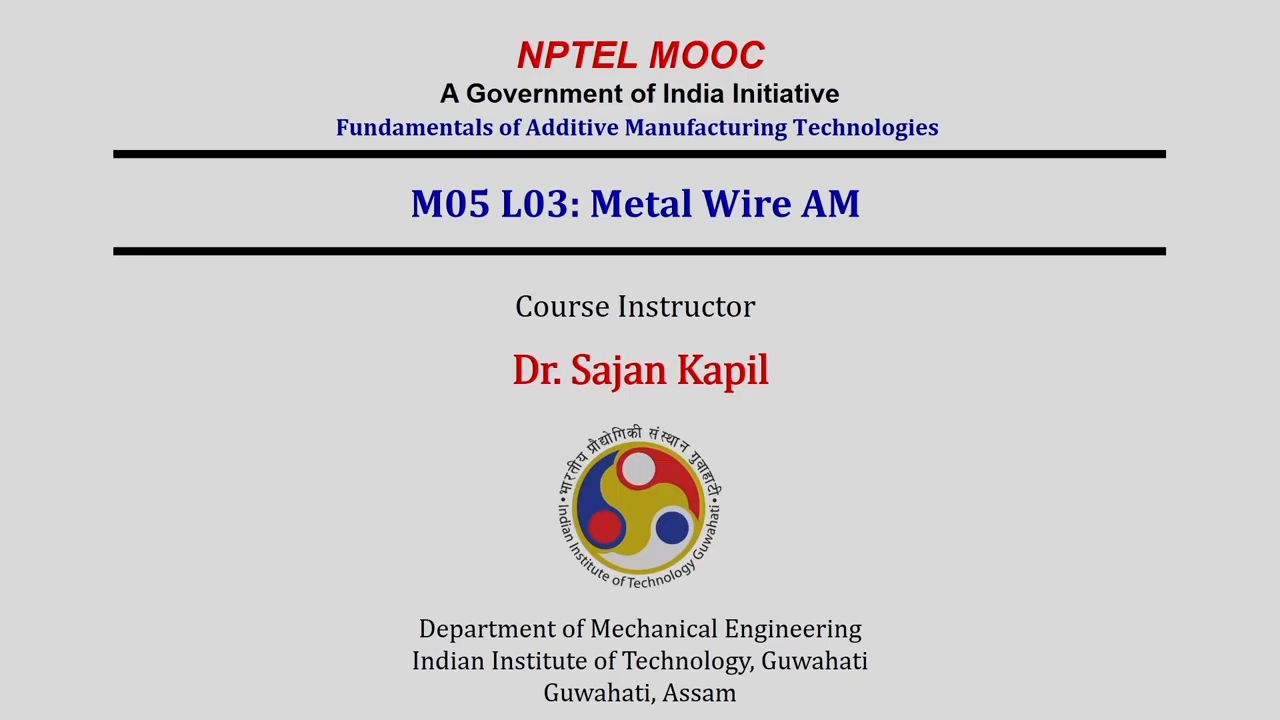 NPTEL MOOC
A Government of India Initiative
Fundamentals of Additive Manufacturing Technologies
M05 L03: Metal Wire AM
Course Instructor
Dr. Sajan Kapil
भारतीय प्रौद्योगिकी संस्थान गुवाहाटी
Indian Institute of Technology Guwahati
Department of Mechanical Engineering
Indian Institute of Technology, Guwahati
Guwahati, Assam